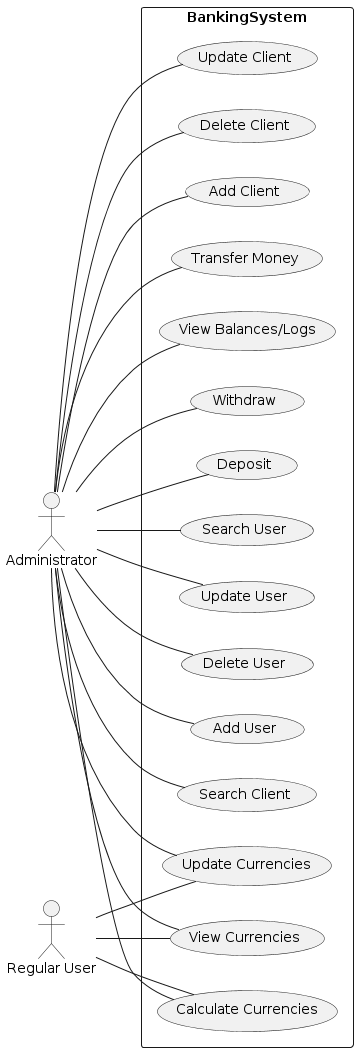 BankingSystem
Update Client
Delete Client
Add Client
Transfer Money
View Balances/Logs
Withdraw
Deposit
Search User
Administrator
Update User
Delete User
Add User
Search Client
Update Currencies
View Currencies
Regular User
Calculate Currencies